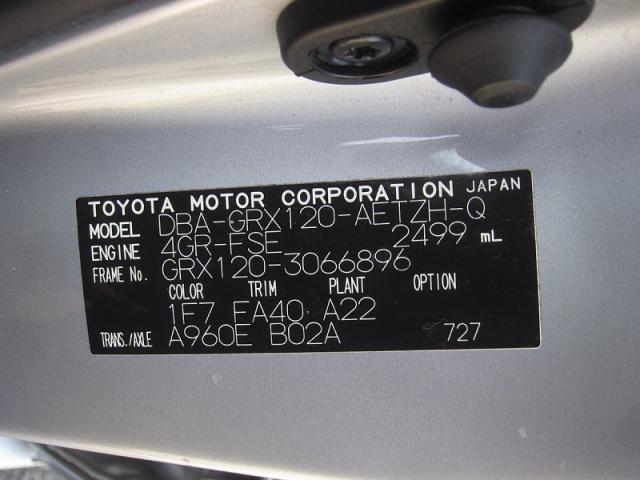 TOYOTA MOTOR CORPORATION JAPAN
MODEL DBA-GRX120-AETZH-Q
ENGINE 4GR-FSE 2499 mL
FRAME No. GRX120-3066896
COLOR TRIM PLANT OPTION
1F7 FA40 A22
TRANS./AXLE A960E B02A 727